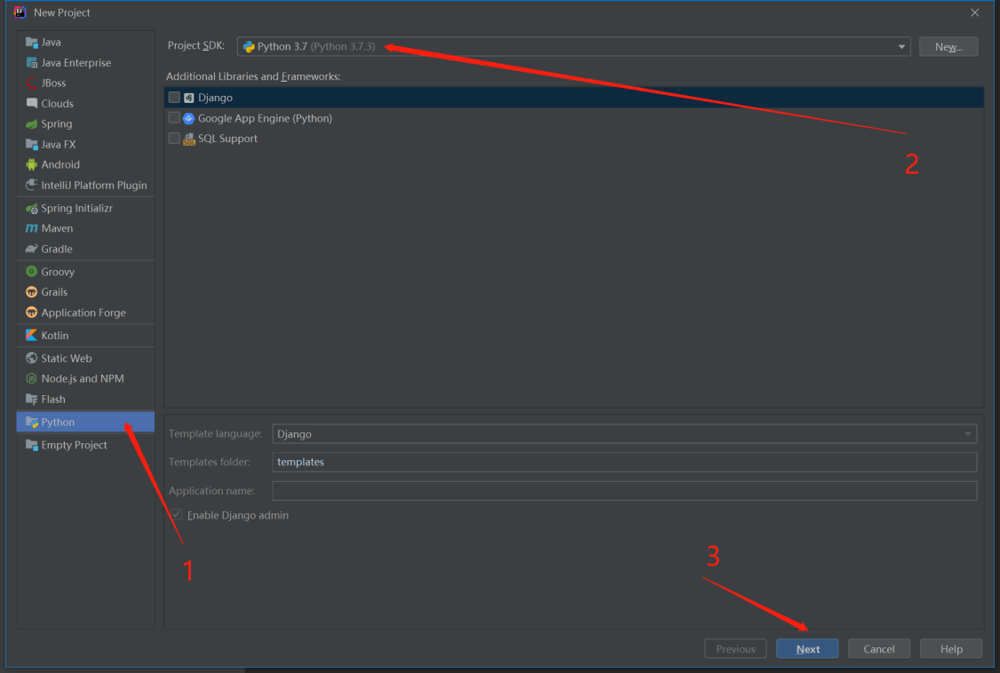 New Project
Java
Java Enterprise
JBoss
Clouds
Spring
Java FX
Android
IntelliJ Platform Plugin
Spring Initializr
Maven
Gradle
Groovy
Grails
Application Forge
Kotlin
Static Web
Node.js and NPM
Flash
Python
Empty Project
1
Project SDK: Python 3.7 (Python 3.7.3) New...
Additional Libraries and Frameworks:
Django
Google App Engine (Python)
SQL Support
2
Template language: Django
Templates folder: templates
Application name:
Enable Django admin
3
Previous Next Cancel Help